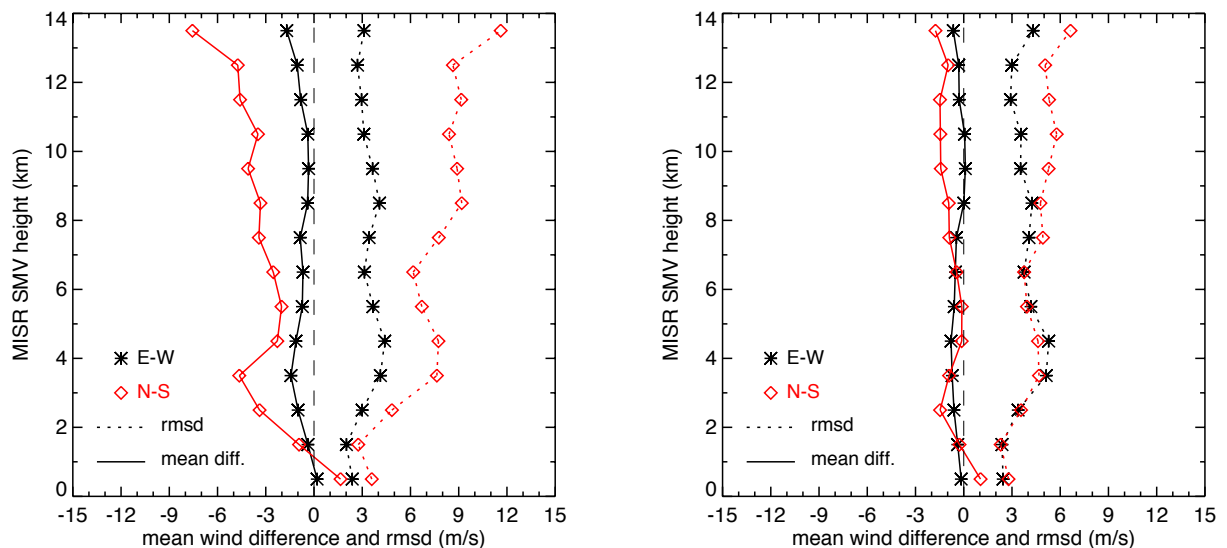 14
12
10
8
6
4
2
0
MISR SMV height (km)
E-W
N-S
rmsd
mean diff.
-15 -12 -9 -6 -3 0 3 6 9 12 15
mean wind difference and rmsd (m/s)
14
12
10
8
6
4
2
0
MISR SMV height (km)
E-W
N-S
rmsd
mean diff.
-15 -12 -9 -6 -3 0 3 6 9 12 15
mean wind difference and rmsd (m/s)